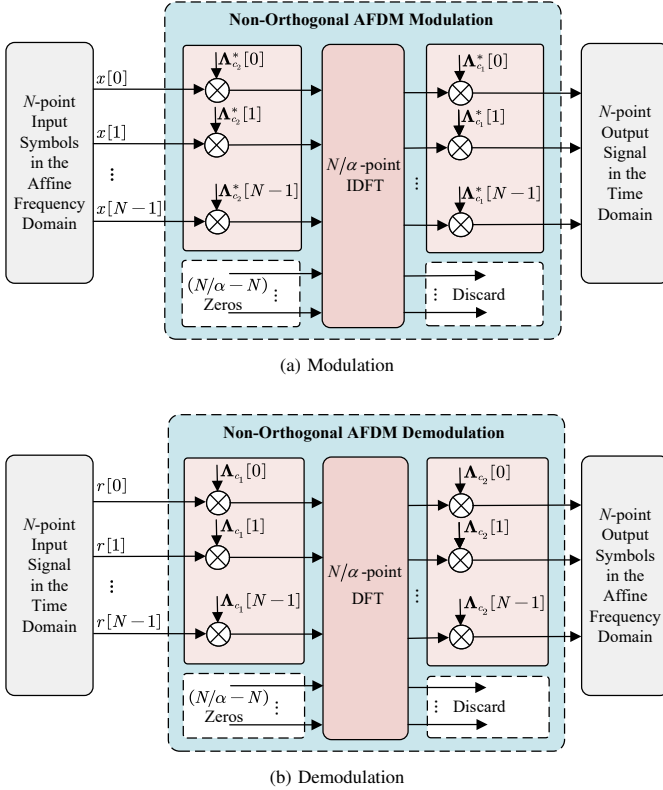 Non-Orthogonal AFDM Modulation
N-point
Input
Symbols
in the
Affine
Frequency
Domain
x[0]
x[1]
⋮
x[N−1]
Λ*c₂[0]
Λ*c₂[1]
Λ*c₂[N−1]
(N/α−N)
Zeros
⋮
N/α-point
IDFT
⋮
Λ*c₁[0]
Λ*c₁[1]
Λ*c₁[N−1]
⋮ Discard
N-point
Output
Signal
in the
Time
Domain
(a) Modulation
Non-Orthogonal AFDM Demodulation
N-point
Input
Signal
in the
Time
Domain
r[0]
r[1]
⋮
r[N−1]
Λc₁[0]
Λc₁[1]
Λc₁[N−1]
(N/α−N)
Zeros
⋮
N/α-point
DFT
⋮
Λc₂[0]
Λc₂[1]
Λc₂[N−1]
⋮ Discard
N-point
Output
Symbols
in the
Affine
Frequency
Domain
(b) Demodulation